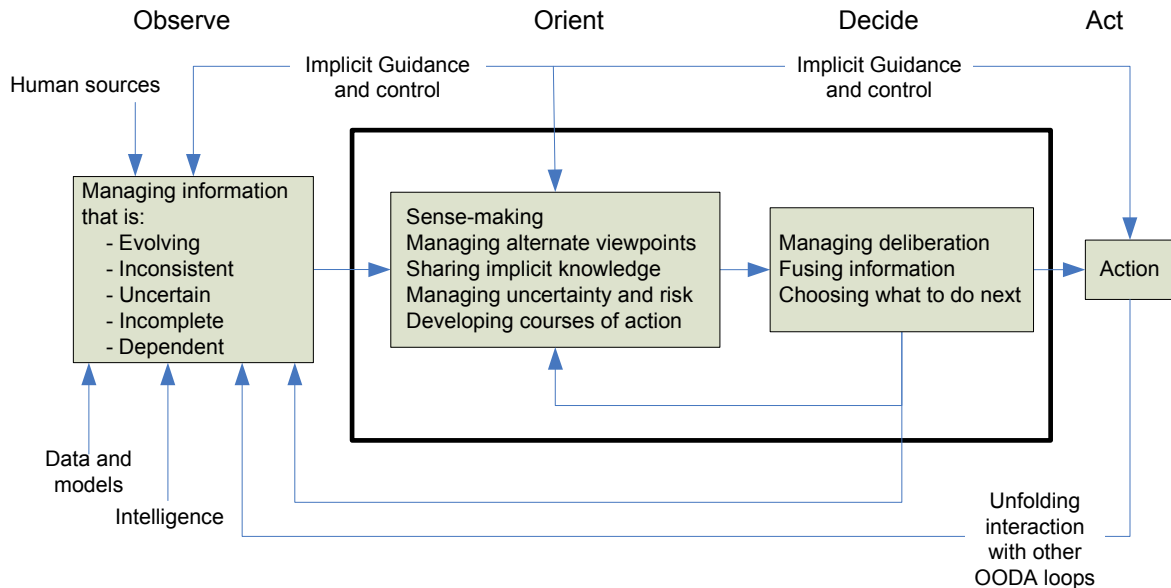 Observe
Orient
Decide
Act
Implicit Guidance
and control
Implicit Guidance
and control
Human sources
Managing information
that is:
- Evolving
- Inconsistent
- Uncertain
- Incomplete
- Dependent
Sense-making
Managing alternate viewpoints
Sharing implicit knowledge
Managing uncertainty and risk
Developing courses of action
Managing deliberation
Fusing information
Choosing what to do next
Action
Data and
models
Intelligence
Unfolding
interaction
with other
OODA loops